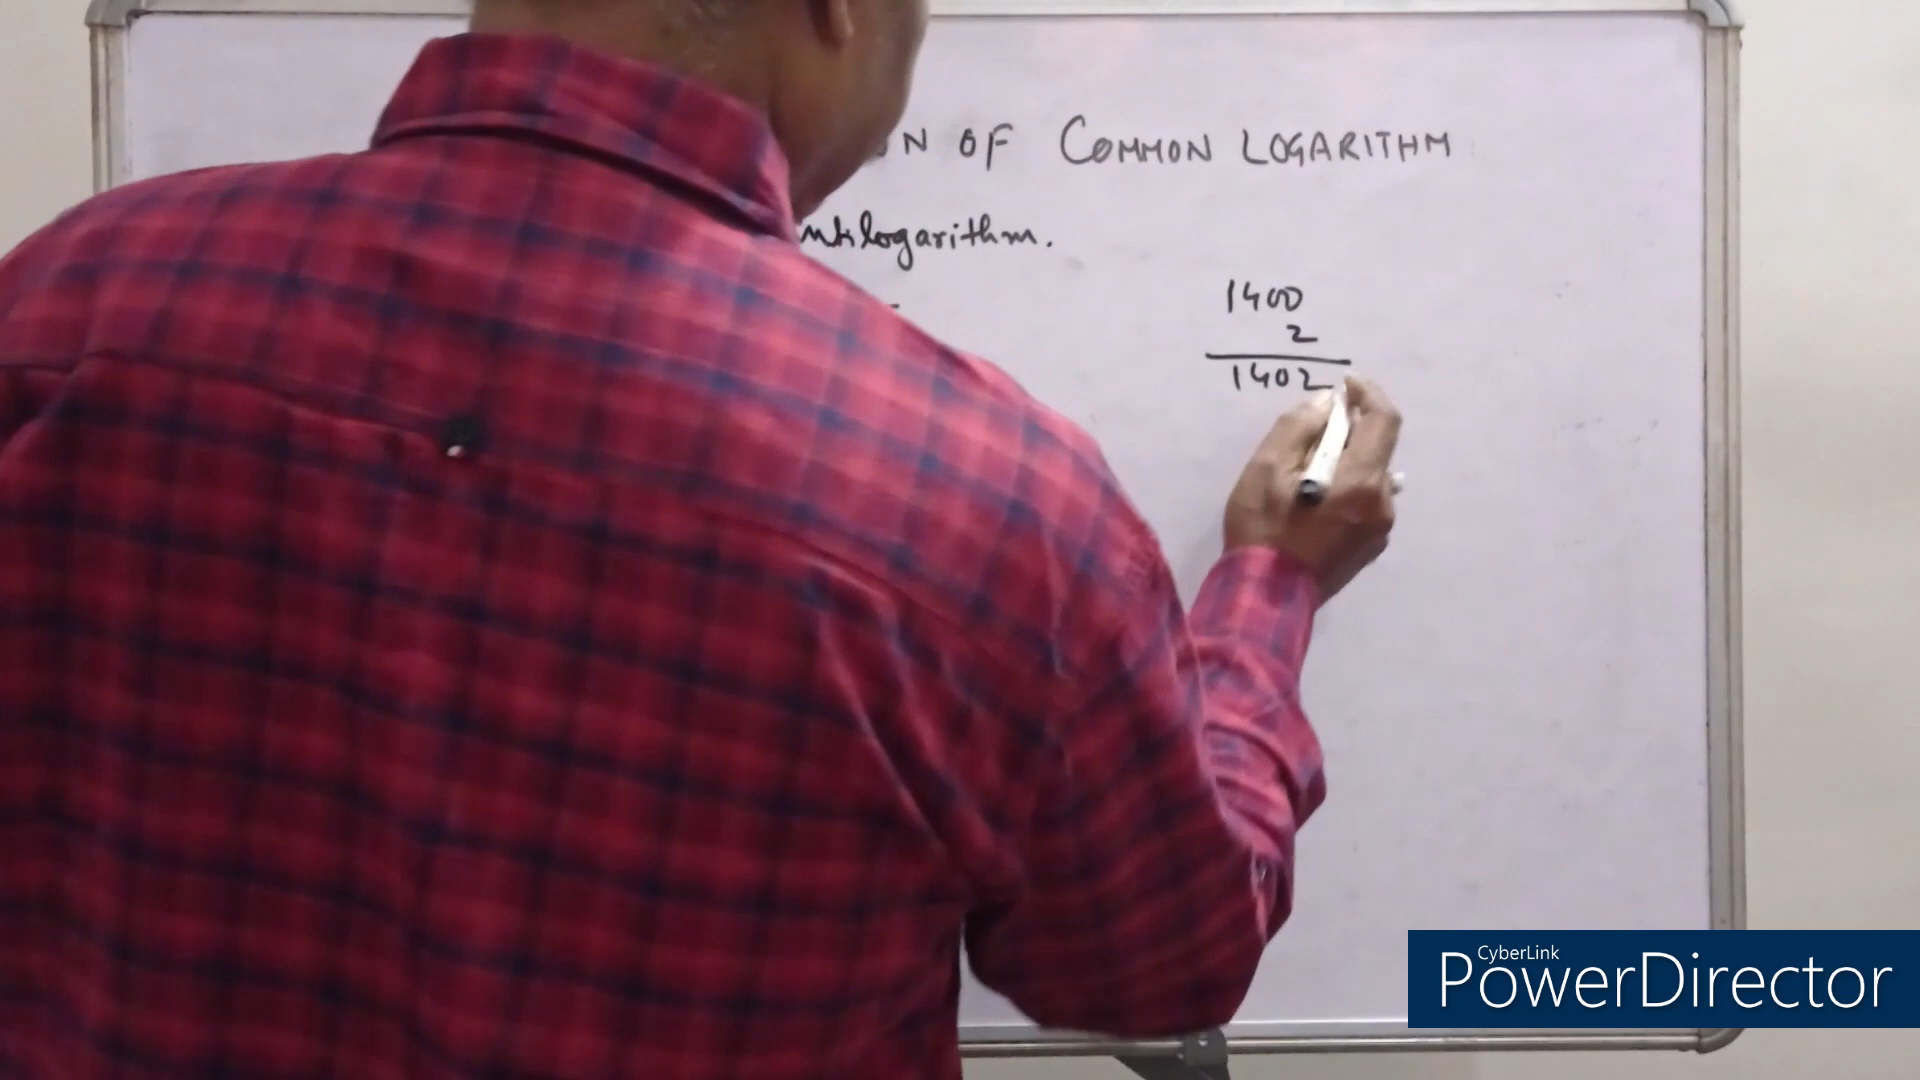 N OF COMMON LOGARITHM
ntilogarithm.
1400
2
1402
CyberLink
PowerDirector